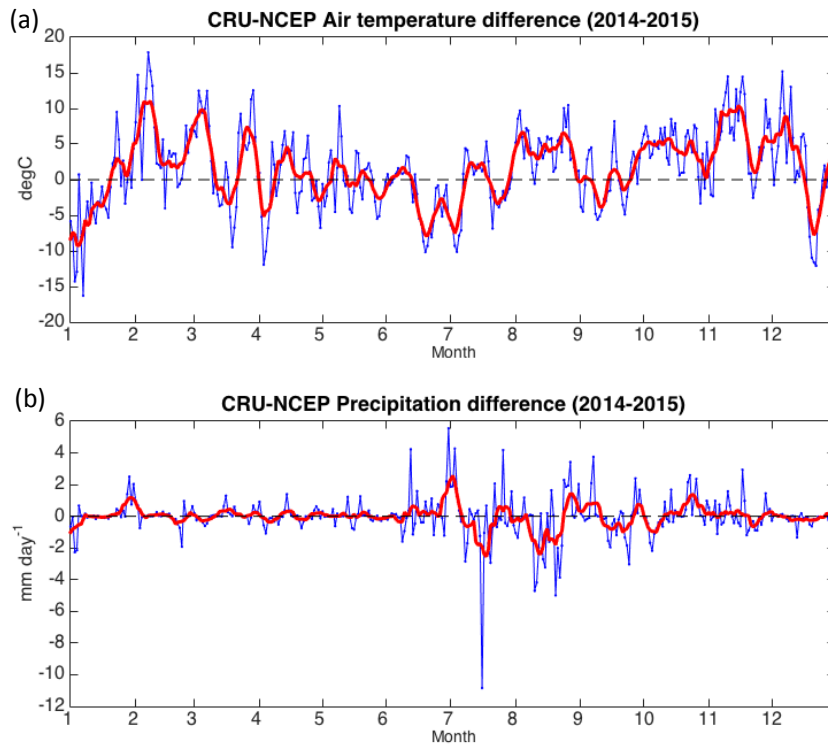 (a)
CRU-NCEP Air temperature difference (2014-2015)
20
15
10
5
0
-5
-10
-15
-20
degC
1 2 3 4 5 6 7 8 9 10 11 12
Month
(b)
CRU-NCEP Precipitation difference (2014-2015)
6
4
2
0
-2
-4
-6
-8
-10
-12
mm day⁻¹
1 2 3 4 5 6 7 8 9 10 11 12
Month